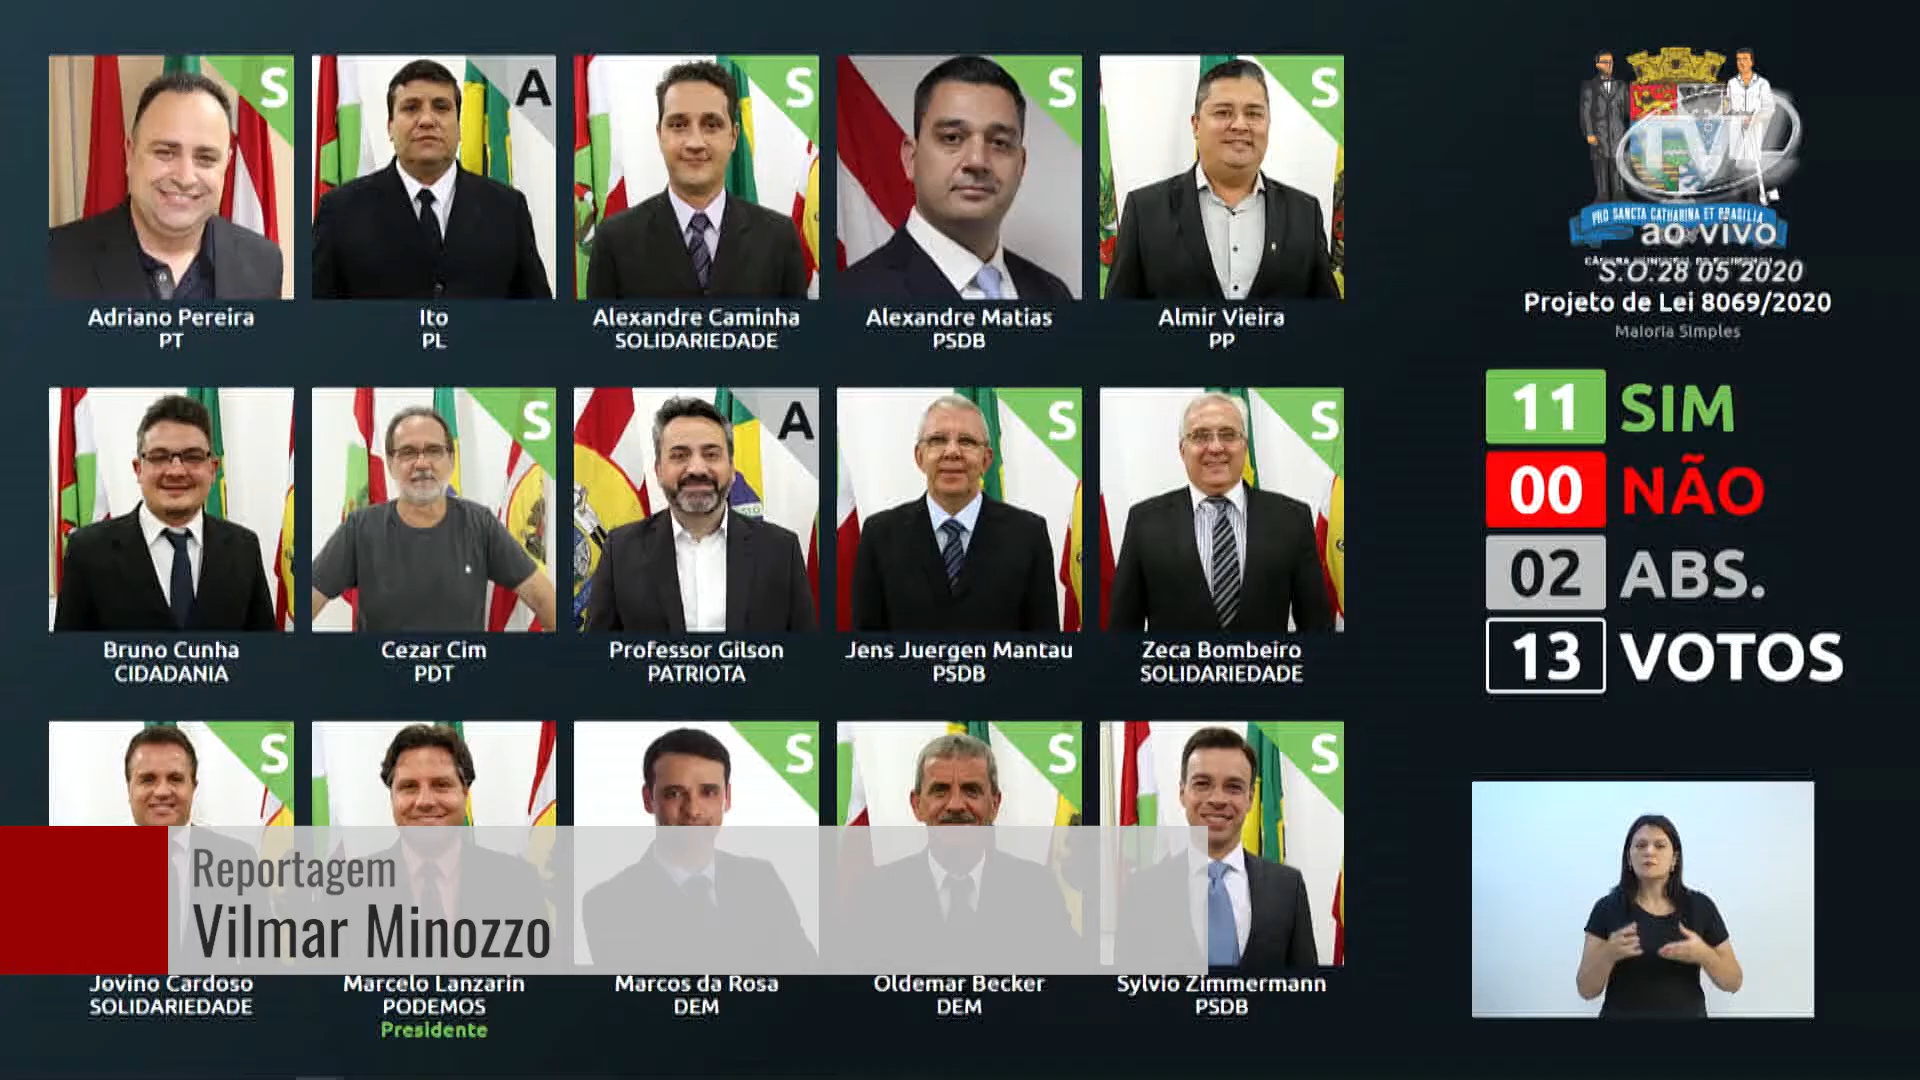 S
A
S
S
S
Adriano Pereira
PT
Ito
PL
Alexandre Caminha
SOLIDARIEDADE
Alexandre Matias
PSDB
Almir Vieira
PP
S
A
S
S
Bruno Cunha
CIDADANIA
Cezar Cim
PDT
Professor Gilson
PATRIOTA
Jens Juergen Mantau
PSDB
Zeca Bombeiro
SOLIDARIEDADE
S
S
S
S
Reportagem
Vilmar Minozzo
Jovino Cardoso
SOLIDARIEDADE
Marcelo Lanzarin
PODEMOS
Presidente
Marcos da Rosa
DEM
Oldemar Becker
DEM
Sylvio Zimmermann
PSDB
TVL
PRO SANCTA CATHARINA ET BRASILIA
ao vivo
S.O.28 05 2020
Projeto de Lei 8069/2020
Maioria Simples
11 SIM
00 NÃO
02 ABS.
13 VOTOS